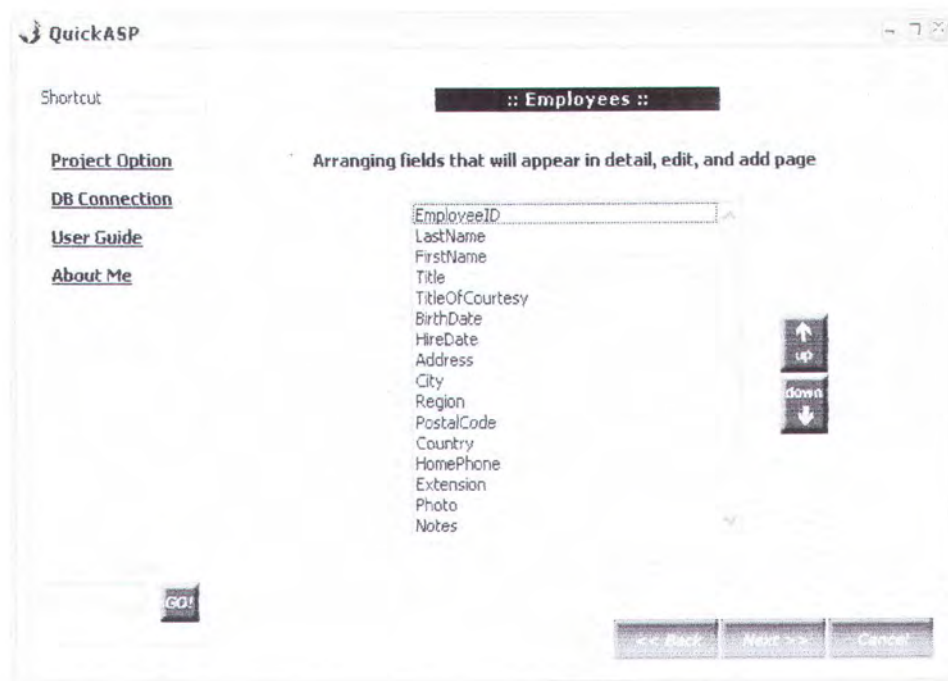 QuickASP
Shortcut
:: Employees ::
Project Option
DB Connection
User Guide
About Me
Arranging fields that will appear in detail, edit, and add page
EmployeeID
LastName
FirstName
Title
TitleOfCourtesy
BirthDate
HireDate
Address
City
Region
PostalCode
Country
HomePhone
Extension
Photo
Notes
up
down
GO!
<< Back
Next >>
Cancel